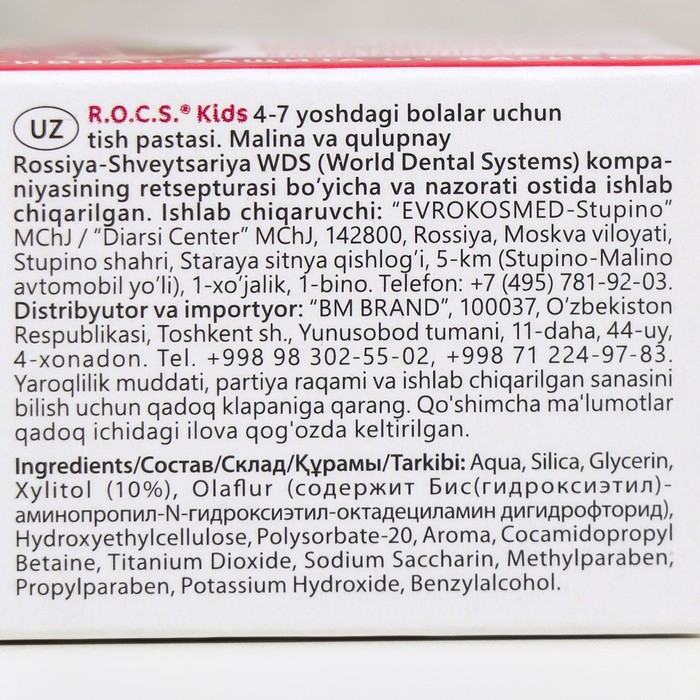 UZ
R.O.C.S.® Kids 4-7 yoshdagi bolalar uchun
tish pastasi. Malina va qulupnay
Rossiya-Shveytsariya WDS (World Dental Systems) kompa-
niyasining retsepturasi bo’yicha va nazorati ostida ishlab
chiqarilgan. Ishlab chiqaruvchi: “EVROKOSMED-Stupino”
MChJ / “Diarsi Center” MChJ, 142800, Rossiya, Moskva viloyati,
Stupino shahri, Staraya sitnya qishlog’i, 5-km (Stupino-Malino
avtomobil yo’li), 1-xo’jalik, 1-bino. Telefon: +7 (495) 781-92-03.
Distribyutor va importyor: “BM BRAND”, 100037, O’zbekiston
Respublikasi, Toshkent sh., Yunusobod tumani, 11-daha, 44-uy,
4-xonadon. Tel. +998 98 302-55-02, +998 71 224-97-83.
Yaroqlilik muddati, partiya raqami va ishlab chiqarilgan sanasini
bilish uchun qadoq klapaniga qarang. Qo'shimcha ma'lumotlar
qadoq ichidagi ilova qog'ozda keltirilgan.
Ingredients/Состав/Склад/Құрамы/Tarkibi: Aqua, Silica, Glycerin,
Xylitol (10%), Olaflur (содержит Бис(гидроксиэтил)-
аминопропил-N-гидроксиэтил-октадециламин дигидрофторид),
Hydroxyethylcellulose, Polysorbate-20, Aroma, Cocamidopropyl
Betaine, Titanium Dioxide, Sodium Saccharin, Methylparaben,
Propylparaben, Potassium Hydroxide, Benzylalcohol.